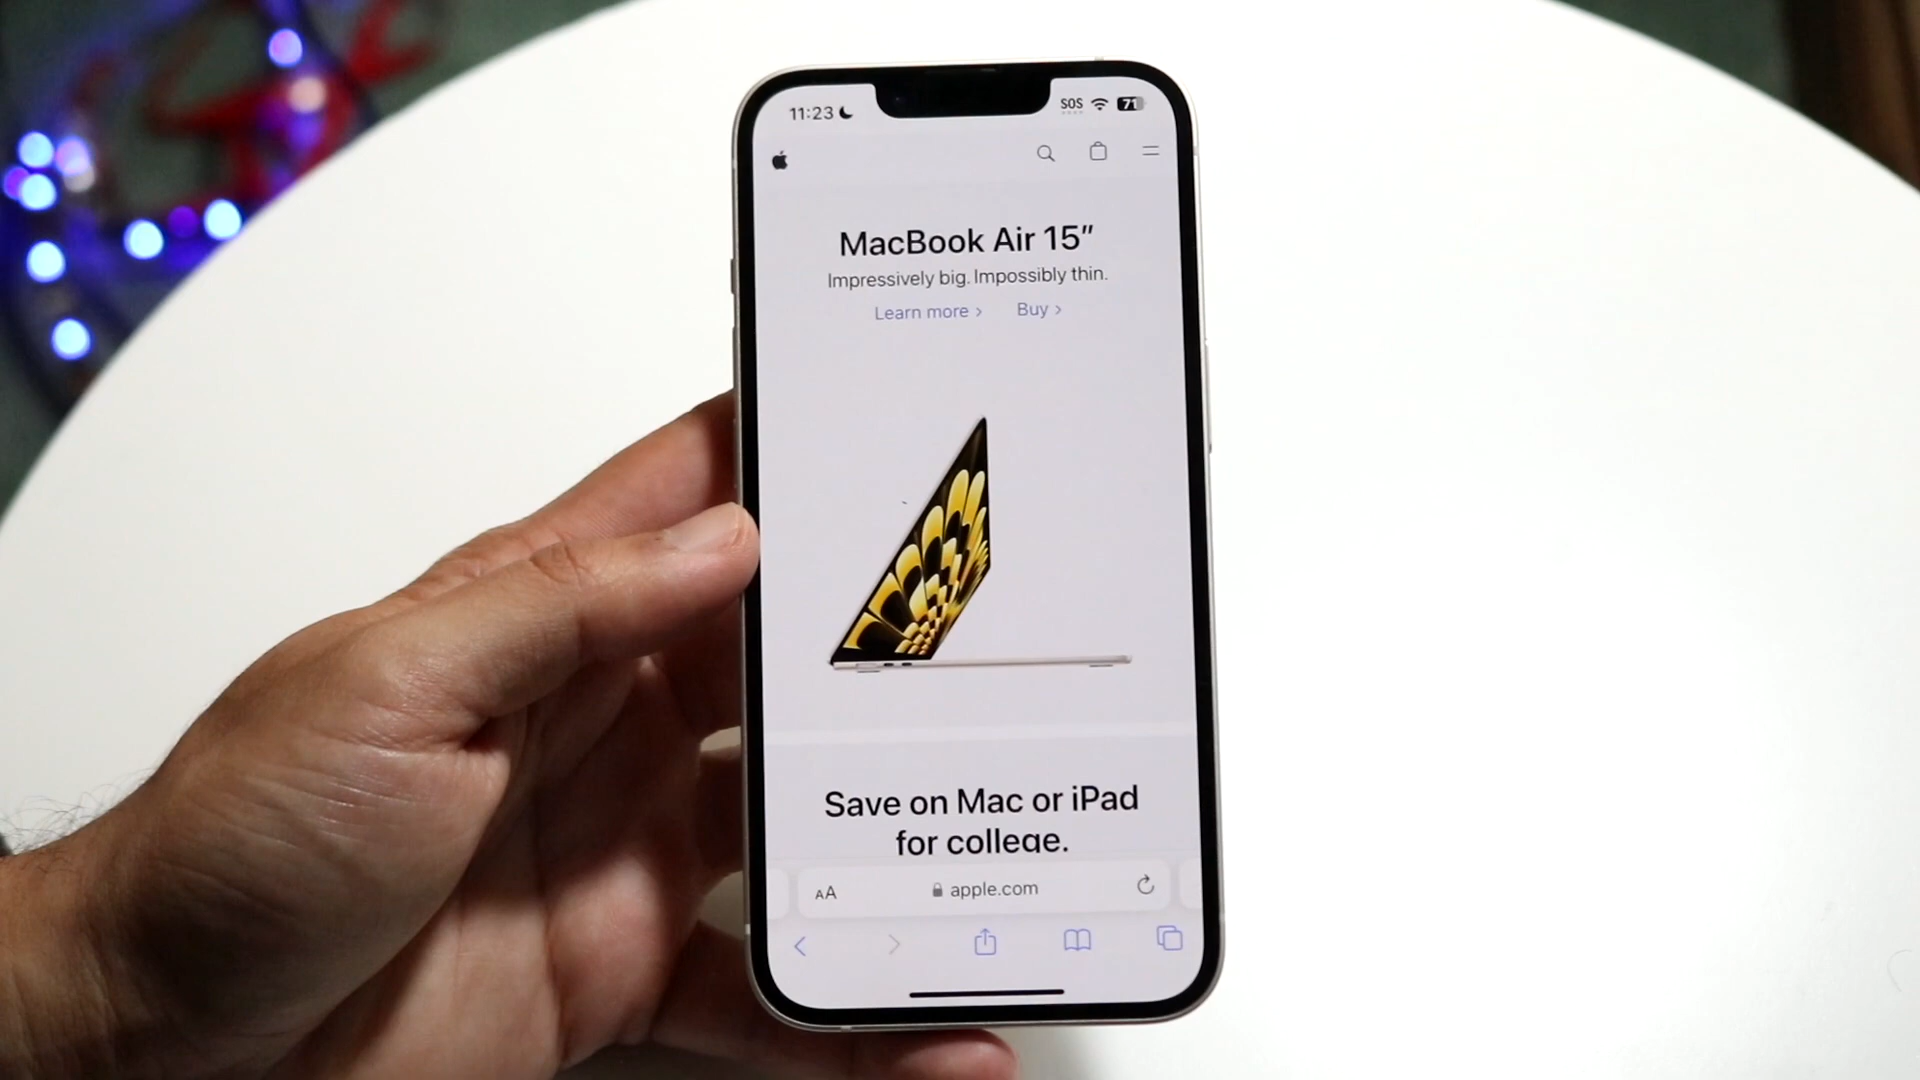 11:23 SOS 71
MacBook Air 15″
Impressively big. Impossibly thin.
Learn more > Buy >
Save on Mac or iPad
for college.
AA apple.com